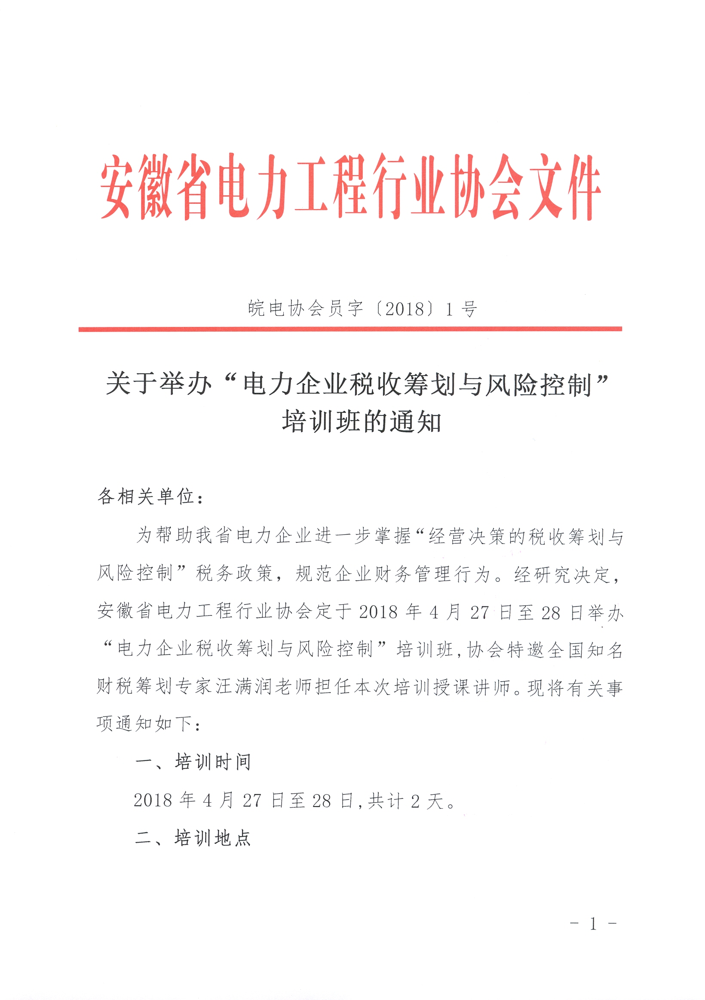 安徽省电力工程行业协会文件
皖电协会员字〔2018〕1号
关于举办“电力企业税收筹划与风险控制”
培训班的通知
各相关单位：
为帮助我省电力企业进一步掌握“经营决策的税收筹划与
风险控制”税务政策，规范企业财务管理行为。经研究决定，
安徽省电力工程行业协会定于 2018 年 4 月 27 日至 28 日举办
“电力企业税收筹划与风险控制”培训班,协会特邀全国知名
财税筹划专家汪满润老师担任本次培训授课讲师。现将有关事
项通知如下：
一、培训时间
2018 年 4 月 27 日至 28 日,共计 2 天。
二、培训地点
- 1 -